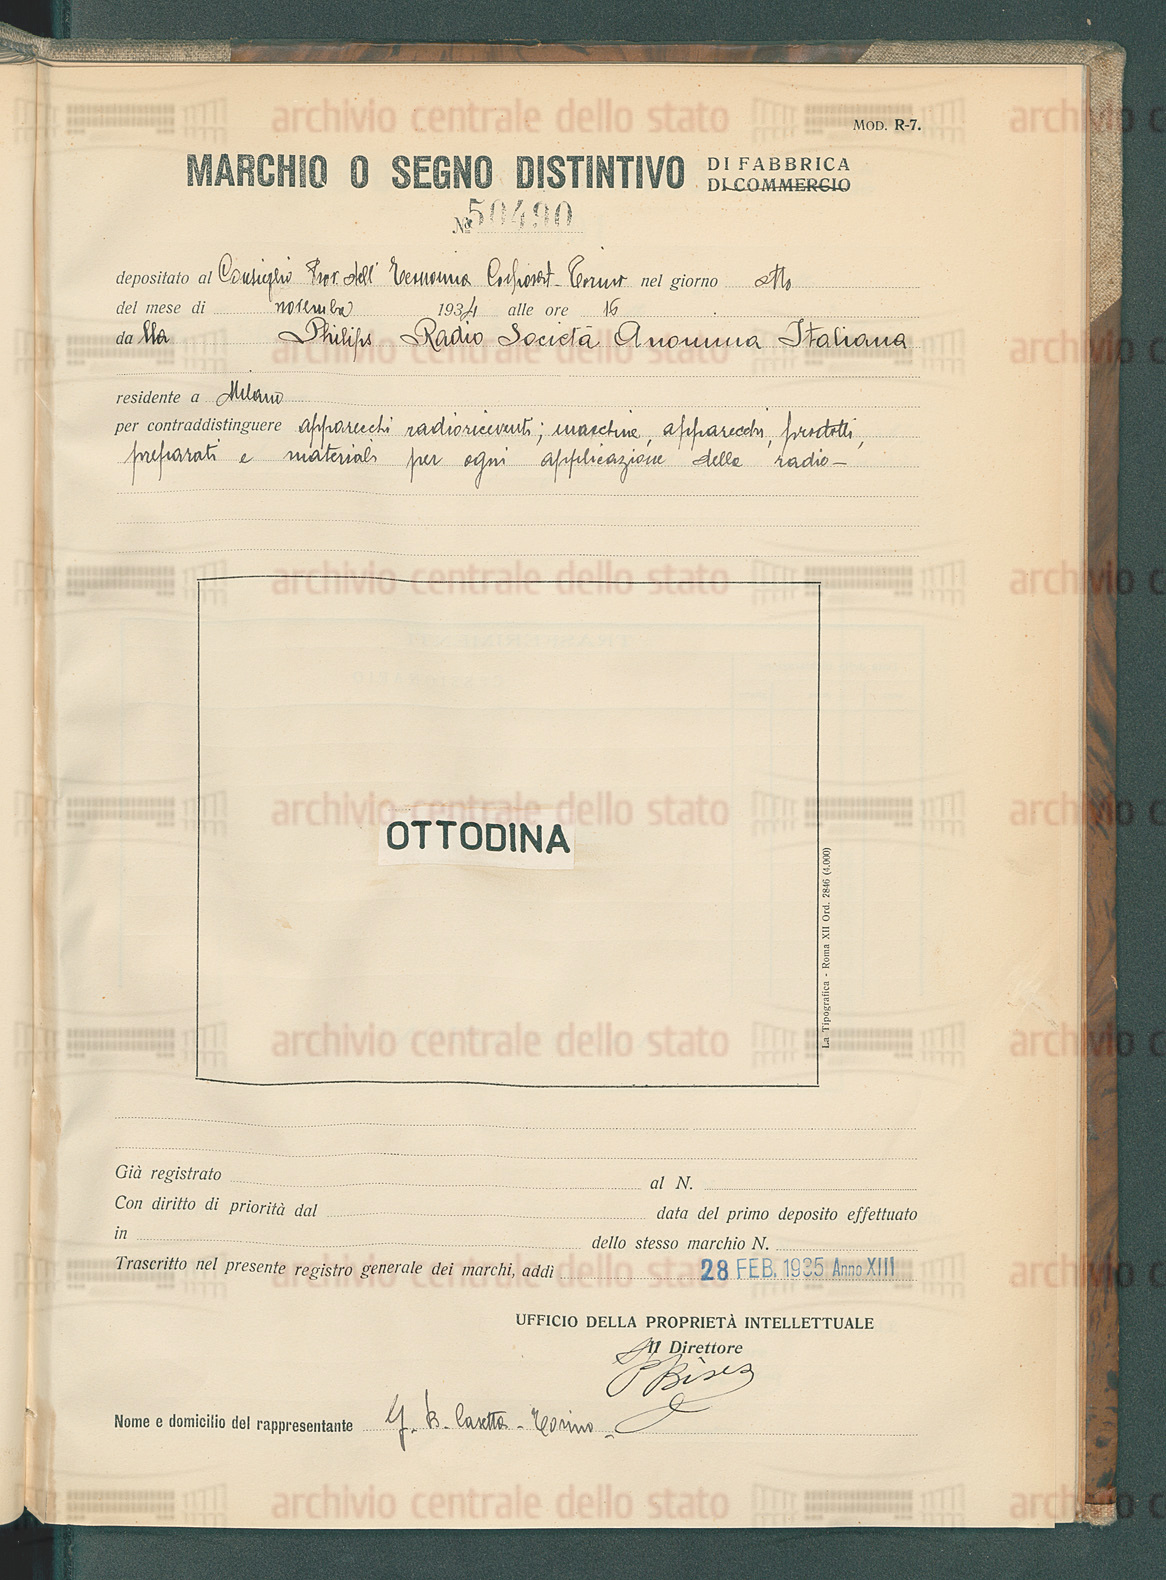 MOD. R-7.
MARCHIO O SEGNO DISTINTIVO DI FABBRICA
DI COMMERCIO
№ 50490
depositato al Consiglio Prov. dell' Economia Corporat. Torino nel giorno otto
del mese di novembre 1934 alle ore 16
da lla Philips Radio Società Anonima Italiana
residente a Milano
per contraddistinguere apparecchi radioriceventi; macchine, apparecchi, prodotti,
preparati e materiali per ogni applicazione della radio—
OTTODINA
La Tipografica - Roma XII Ord. 2846 (4.000)
Già registrato al N.
Con diritto di priorità dal data del primo deposito effettuato
in dello stesso marchio N.
Trascritto nel presente registro generale dei marchi, addì 28 FEB. 1935 Anno XIII
UFFICIO DELLA PROPRIETÀ INTELLETTUALE
Il Direttore
Nome e domicilio del rappresentante G. B. Casetta - Torino -
archivio centrale dello stato